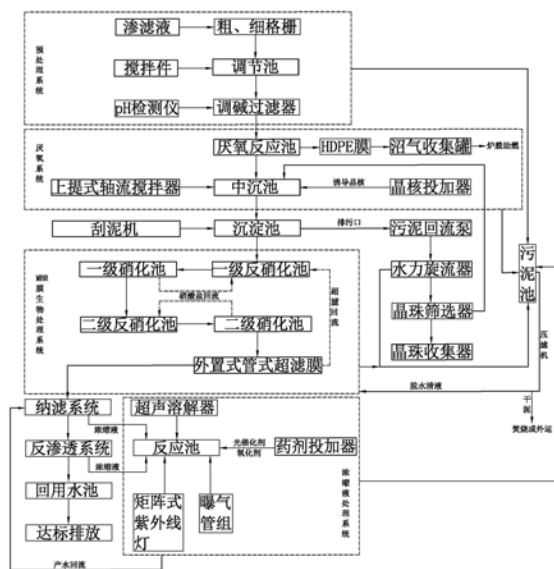 渗滤液
粗、细格栅
预处理系统
搅拌件
调节池
pH检测仪
调碱过滤器
厌氧反应池
HDPE膜
沼气收集罐
炉膛助燃
厌氧系统
上提式轴流搅拌器
中沉池
诱导晶核
晶核投加器
刮泥机
沉淀池
排污口
污泥回流泵
污泥池
MBR膜生物处理系统
一级硝化池
一级反硝化池
硝酸盐回流
超滤回流
水力旋流器
二级反硝化池
二级硝化池
晶珠筛选器
外置式管式超滤膜
晶珠收集器
压滤机
脱水清液
干泥
焚烧或外运
纳滤系统
浓缩液
超声溶解器
反渗透系统
浓缩液
反应池
光催化剂
氧化剂
药剂投加器
回用水池
浓缩液处理系统
达标排放
矩阵式紫外线灯
曝气管组
产水回流